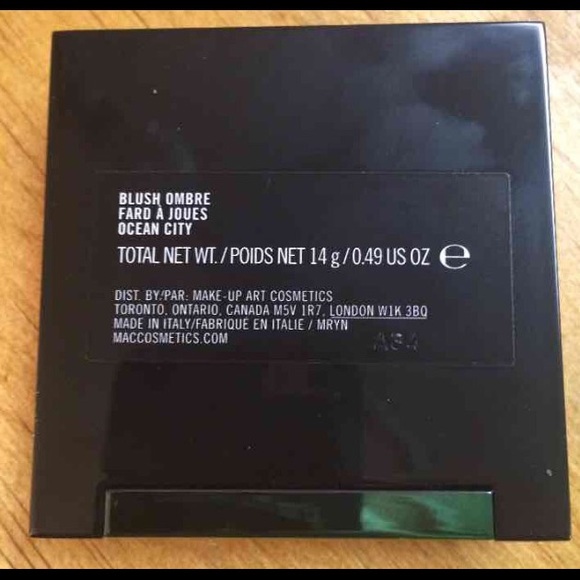 BLUSH OMBRE
FARD À JOUES
OCEAN CITY
TOTAL NET WT. / POIDS NET 14 g / 0.49 US OZ ℮
DIST. BY/PAR: MAKE-UP ART COSMETICS
TORONTO, ONTARIO, CANADA M5V 1R7, LONDON W1K 3BQ
MADE IN ITALY/FABRIQUÉ EN ITALIE / MRYN
MACCOSMETICS.COM
A34